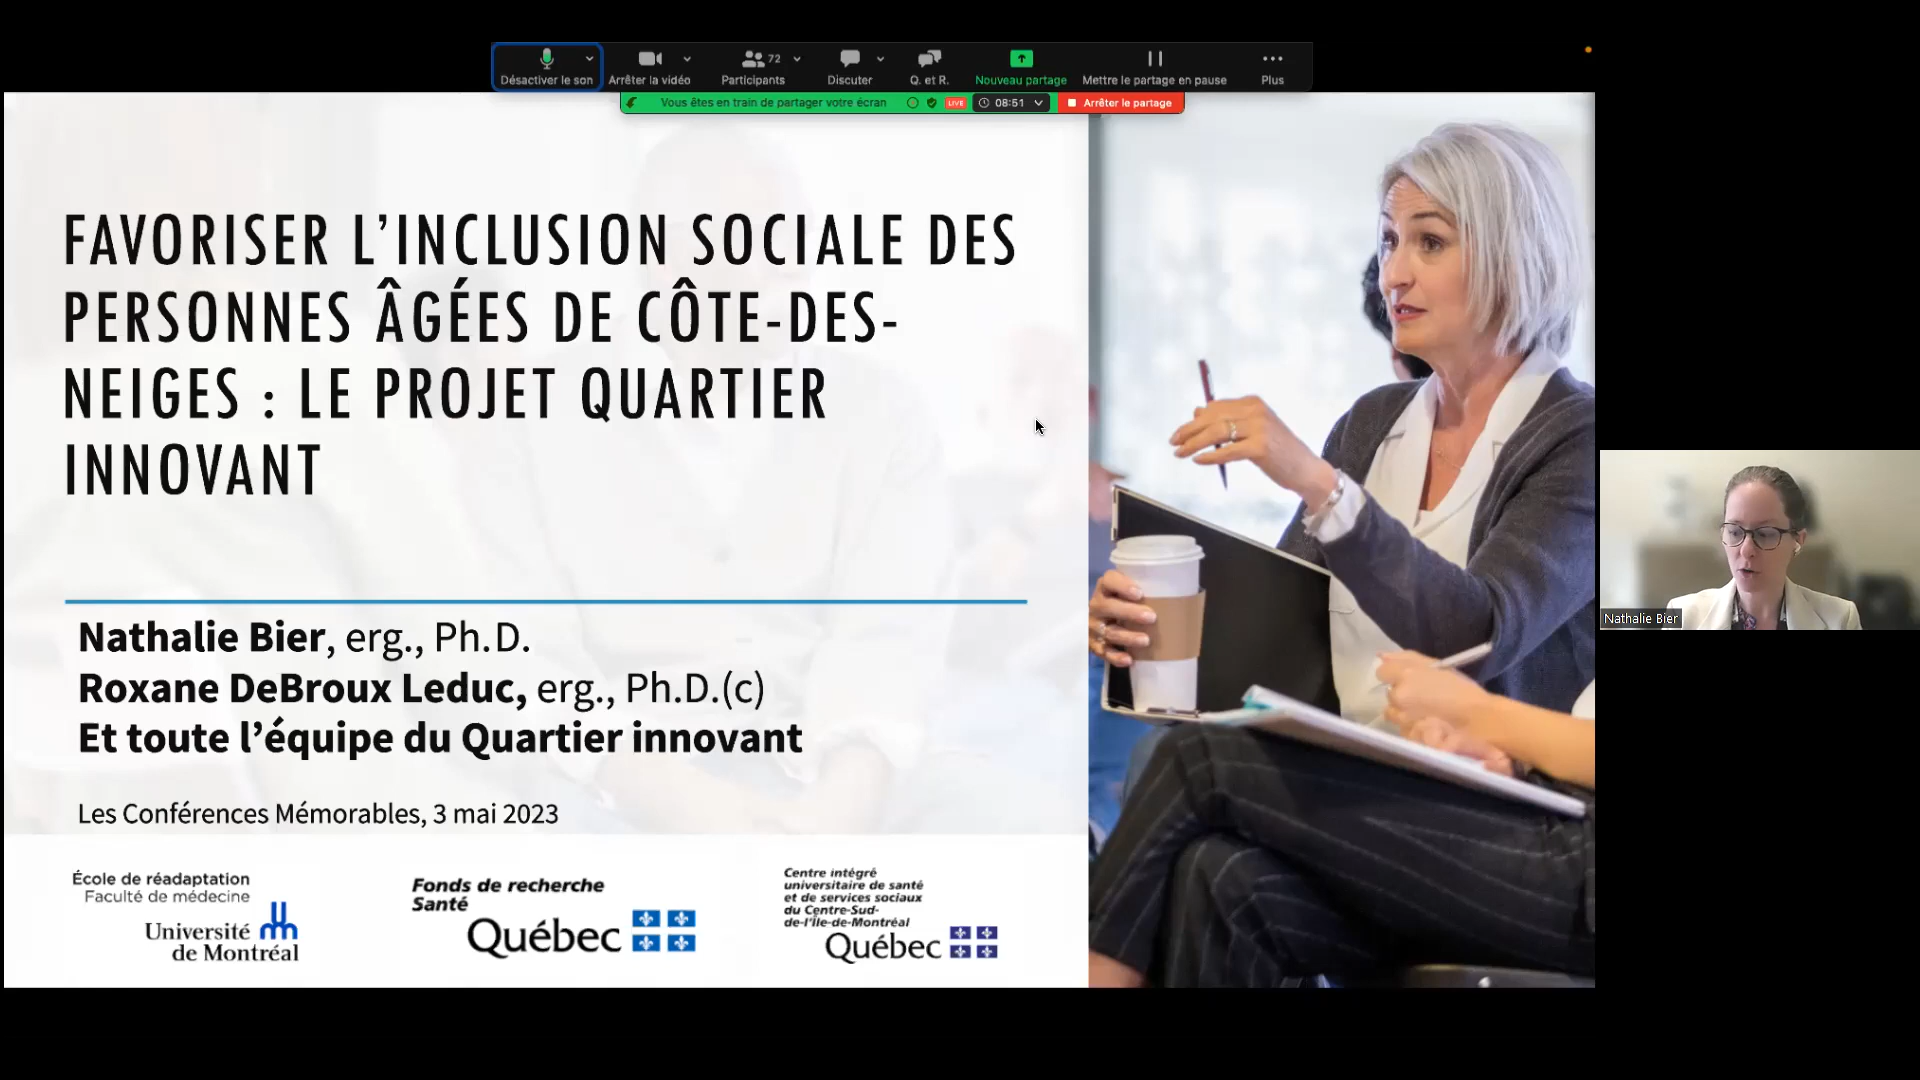 Désactiver le son
Arrêter la vidéo
72
Participants
Discuter
Q. et R.
Nouveau partage
Mettre le partage en pause
Plus
Vous êtes en train de partager votre écran
LIVE
08:51
Arrêter le partage
FAVORISER L’INCLUSION SOCIALE DES
PERSONNES ÂGÉES DE CÔTE-DES-
NEIGES : LE PROJET QUARTIER
INNOVANT
Nathalie Bier, erg., Ph.D.
Roxane DeBroux Leduc, erg., Ph.D.(c)
Et toute l’équipe du Quartier innovant
Les Conférences Mémorables, 3 mai 2023
École de réadaptation
Faculté de médecine
Université
de Montréal
Fonds de recherche
Santé
Québec
Centre intégré
universitaire de santé
et de services sociaux
du Centre-Sud-
de-l'Île-de-Montréal
Québec
Nathalie Bier